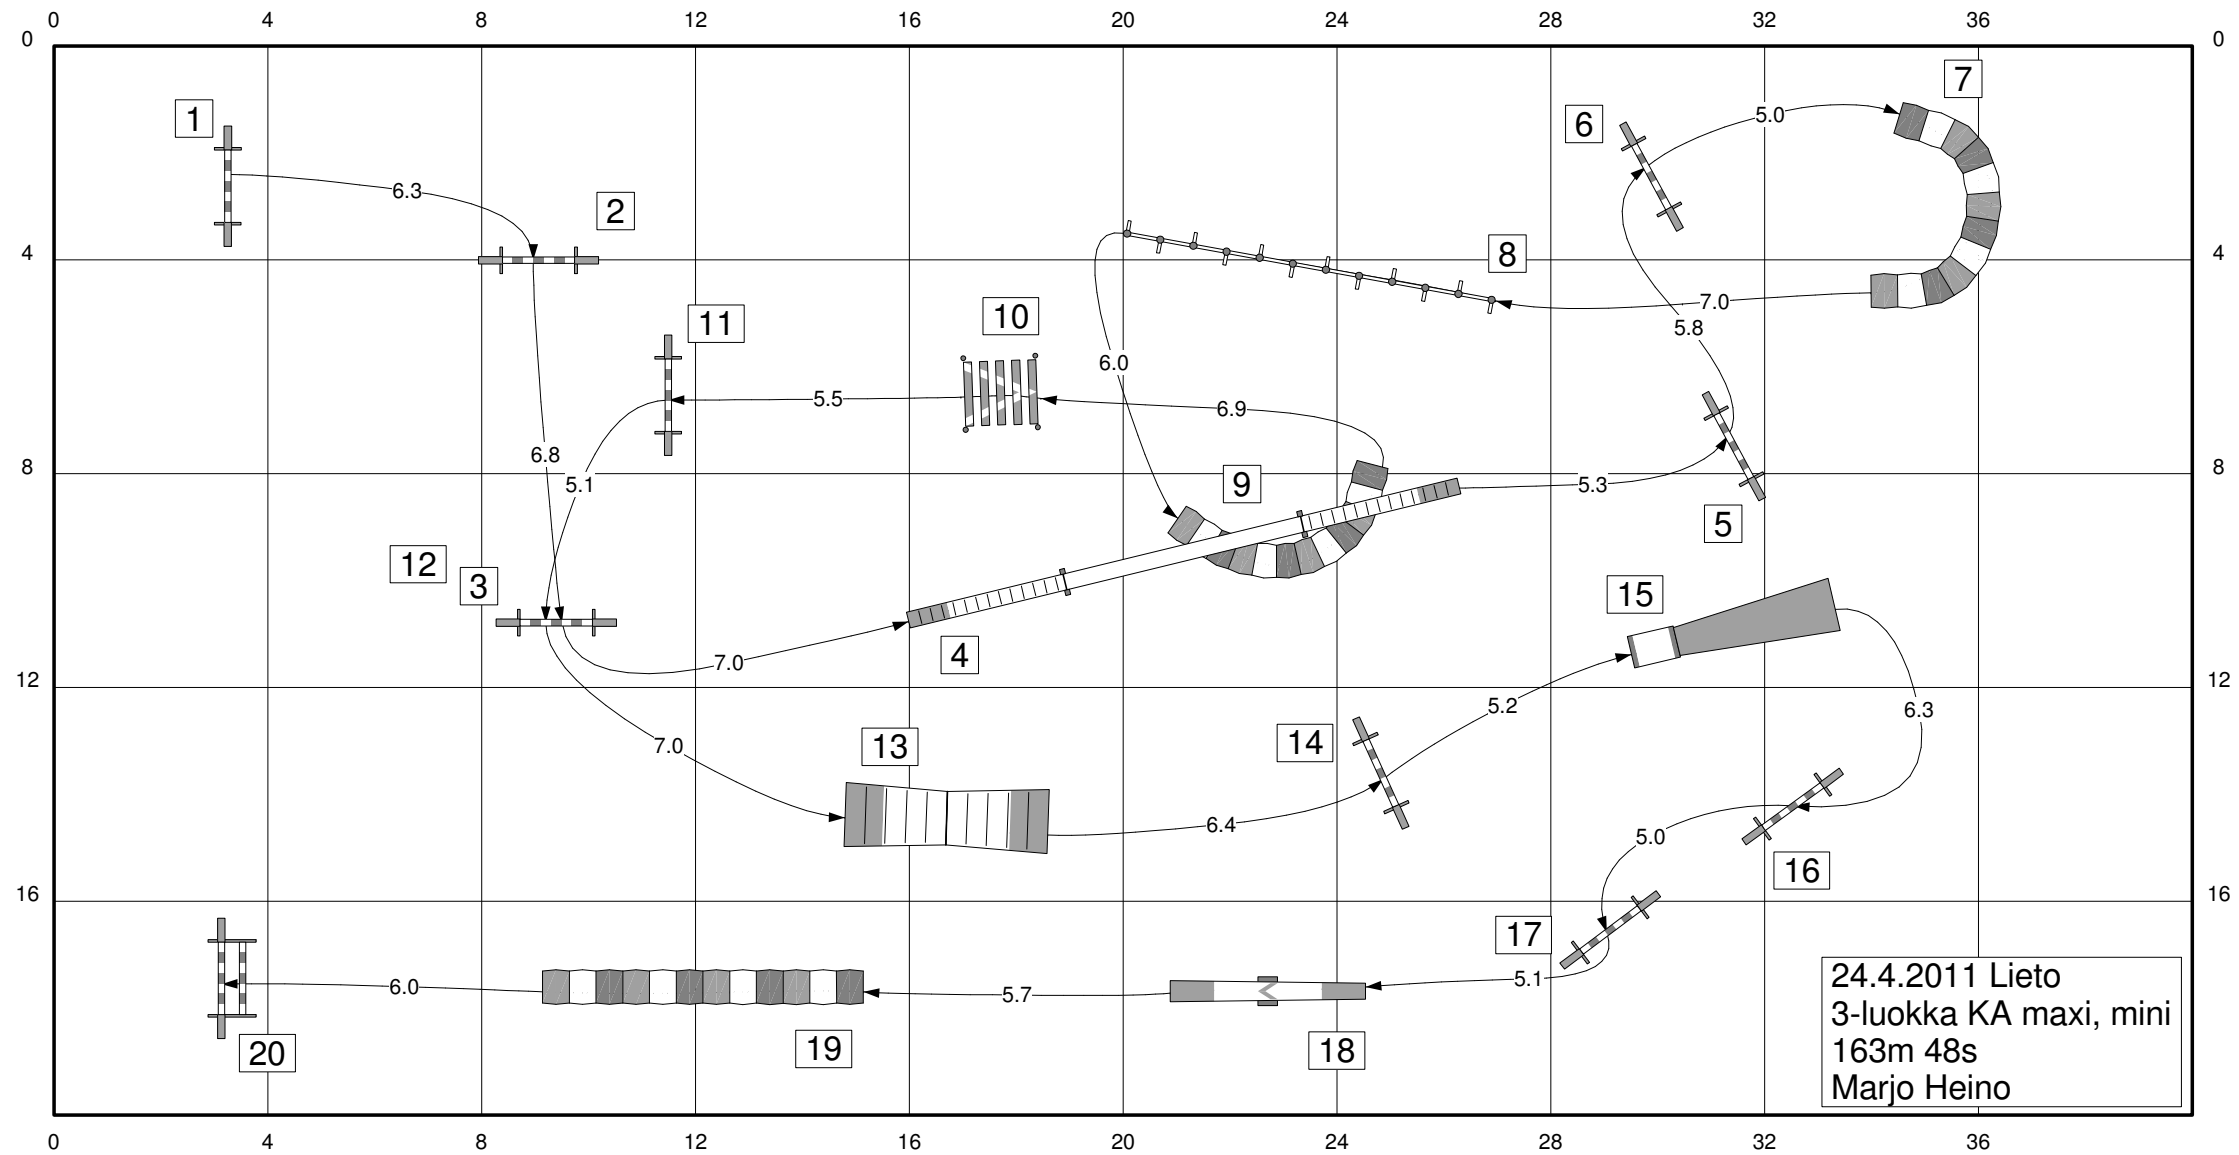 0 4 8 12 16 20 24 28 32 36
0 0
7
1 6
5.0
6.3
2
8
4 4
10 11
7.0
5.8
6.0
5.5 6.9
6.8
8 8
5.1 9 5.3
5
12
3
15
4
7.0
12 12
5.2 6.3
7.0 13 14
6.4 5.0
16
16 16
17
6.0 5.7 5.1
20 19 18
24.4.2011 Lieto
3-luokka KA maxi, mini
163m 48s
Marjo Heino
0 4 8 12 16 20 24 28 32 36